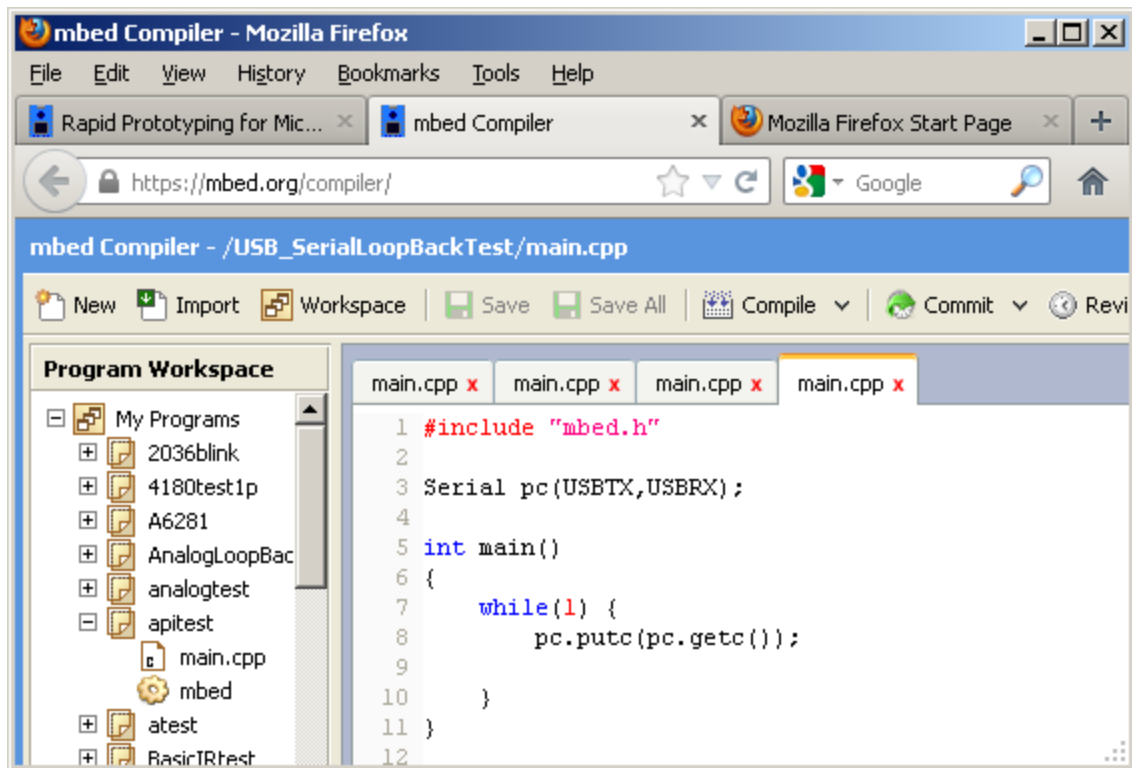 mbed Compiler - Mozilla Firefox
File Edit View History Bookmarks Tools Help
Rapid Prototyping for Mic... mbed Compiler Mozilla Firefox Start Page
https://mbed.org/compiler/ Google
mbed Compiler - /USB_SerialLoopBackTest/main.cpp
New Import Workspace Save Save All Compile Commit Revi
Program Workspace
My Programs
2036blink
4180test1p
A6281
AnalogLoopBac
analogtest
apitest
main.cpp
mbed
atest
BasicIRtest
main.cpp x main.cpp x main.cpp x main.cpp x
1 #include "mbed.h"
2
3 Serial pc(USBTX,USBRX);
4
5 int main()
6 {
7 while(1) {
8 pc.putc(pc.getc());
9
10 }
11 }
12